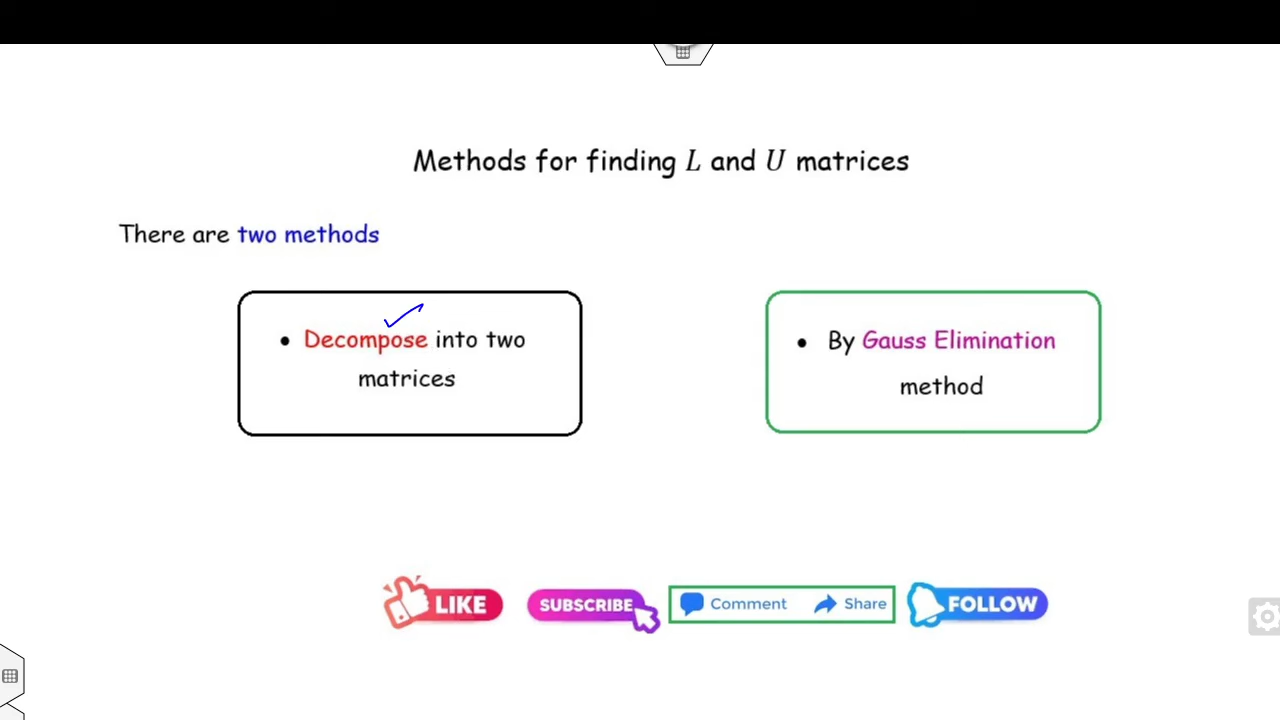 Methods for finding L and U matrices
There are two methods
• Decompose into two
matrices
• By Gauss Elimination
method
LIKE
SUBSCRIBE
Comment
Share
FOLLOW